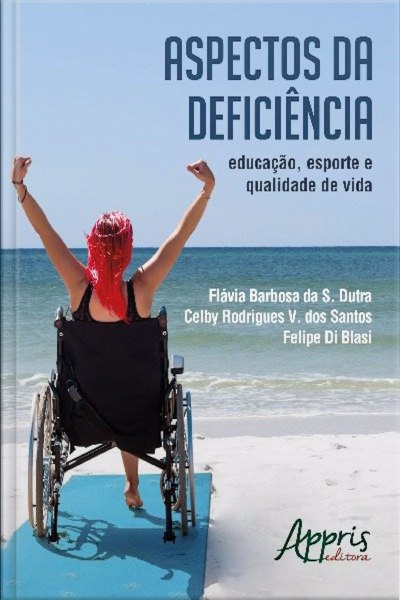 ASPECTOS DA
DEFICIÊNCIA
educação, esporte e
qualidade de vida
Flávia Barbosa da S. Dutra
Celby Rodrigues V. dos Santos
Felipe Di Blasi
Appris
editora